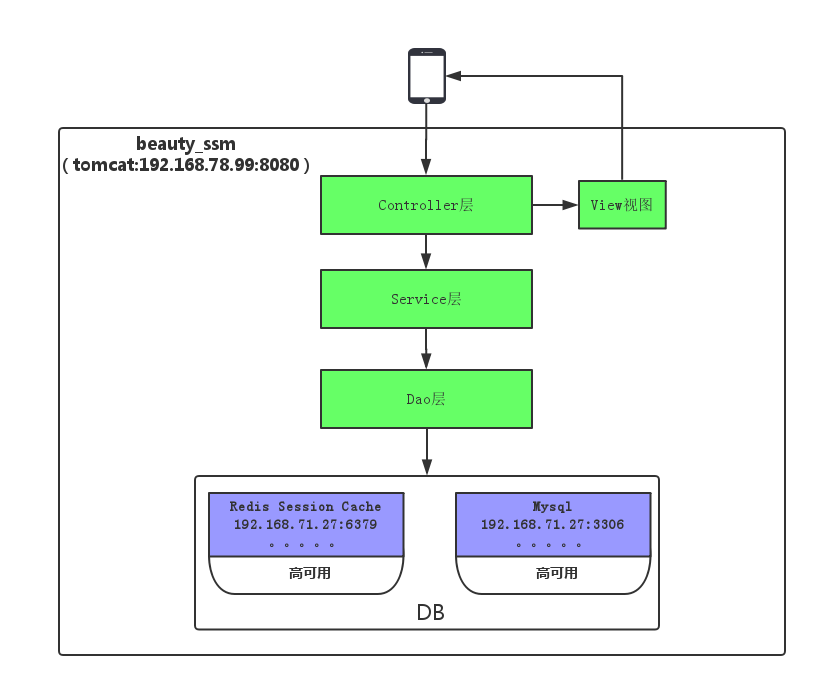 beauty_ssm
（tomcat:192.168.78.99:8080）
Controller层
View视图
Service层
Dao层
Redis Session Cache
192.168.71.27:6379
。。。。。
高可用
Mysql
192.168.71.27:3306
。。。。。
高可用
DB